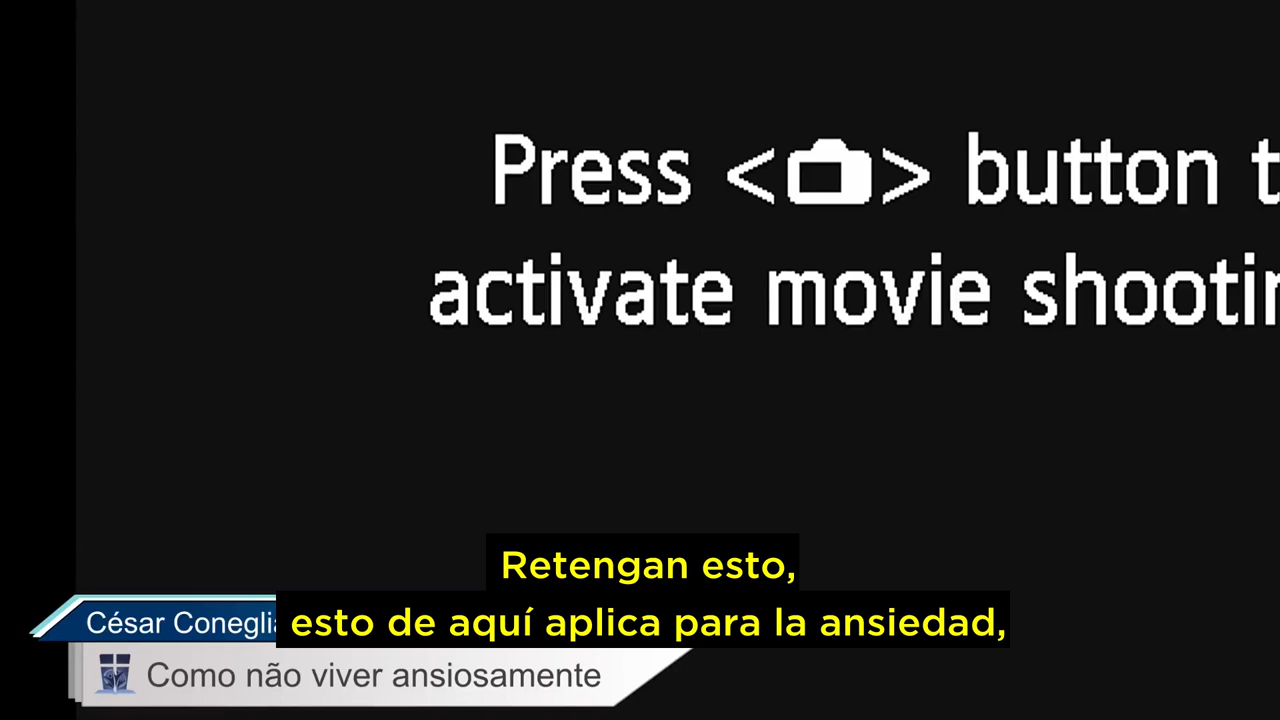 Press <> button t
activate movie shootin
Retengan esto,
esto de aquí aplica para la ansiedad,
César Conegli
Como não viver ansiosamente